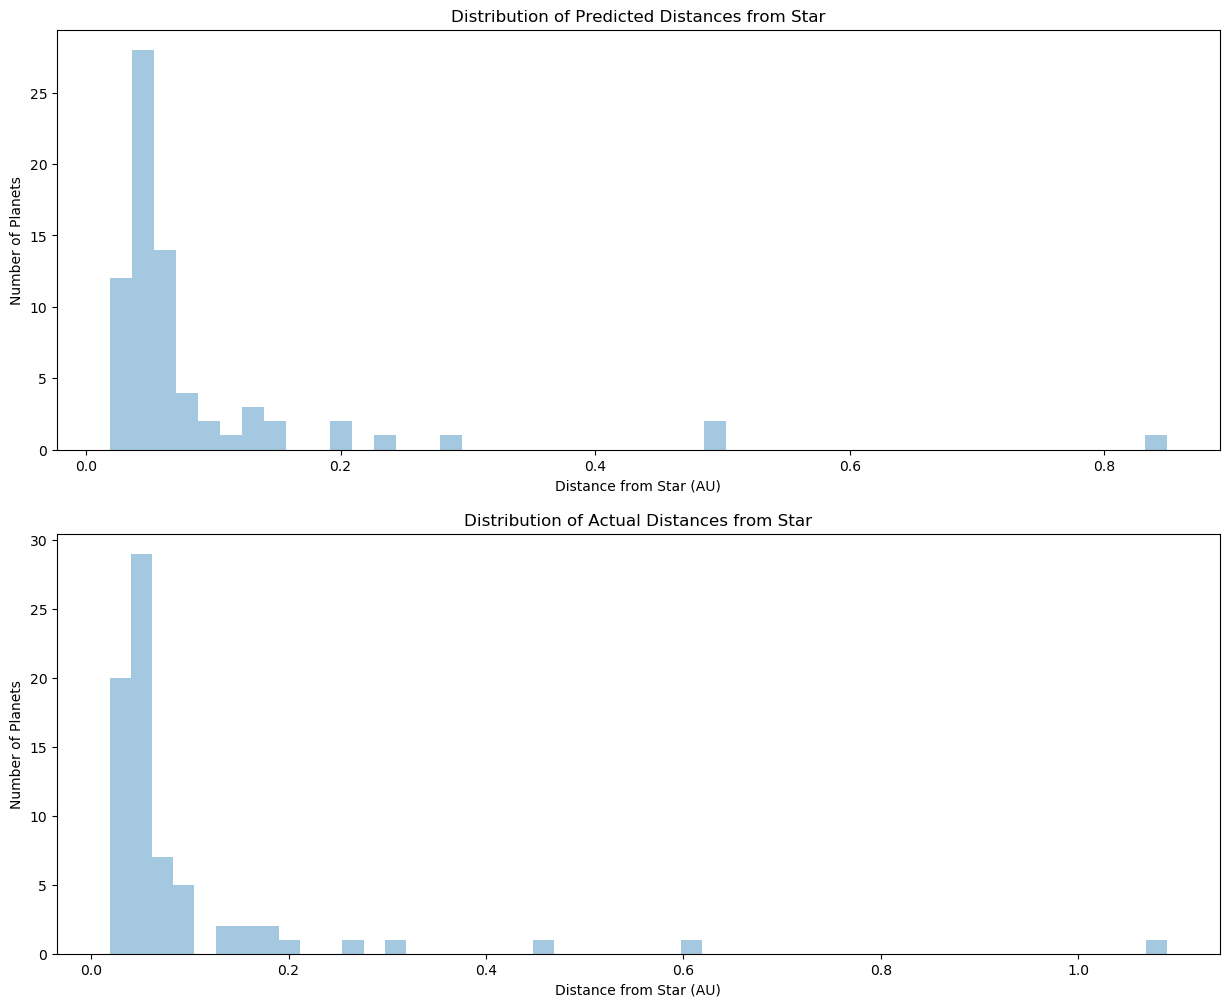 Distribution of Predicted Distances from Star
25
20
15
10
5
0
Number of Planets
0.0 0.2 0.4 0.6 0.8
Distance from Star (AU)
Distribution of Actual Distances from Star
30
25
20
15
10
5
0
Number of Planets
0.0 0.2 0.4 0.6 0.8 1.0
Distance from Star (AU)